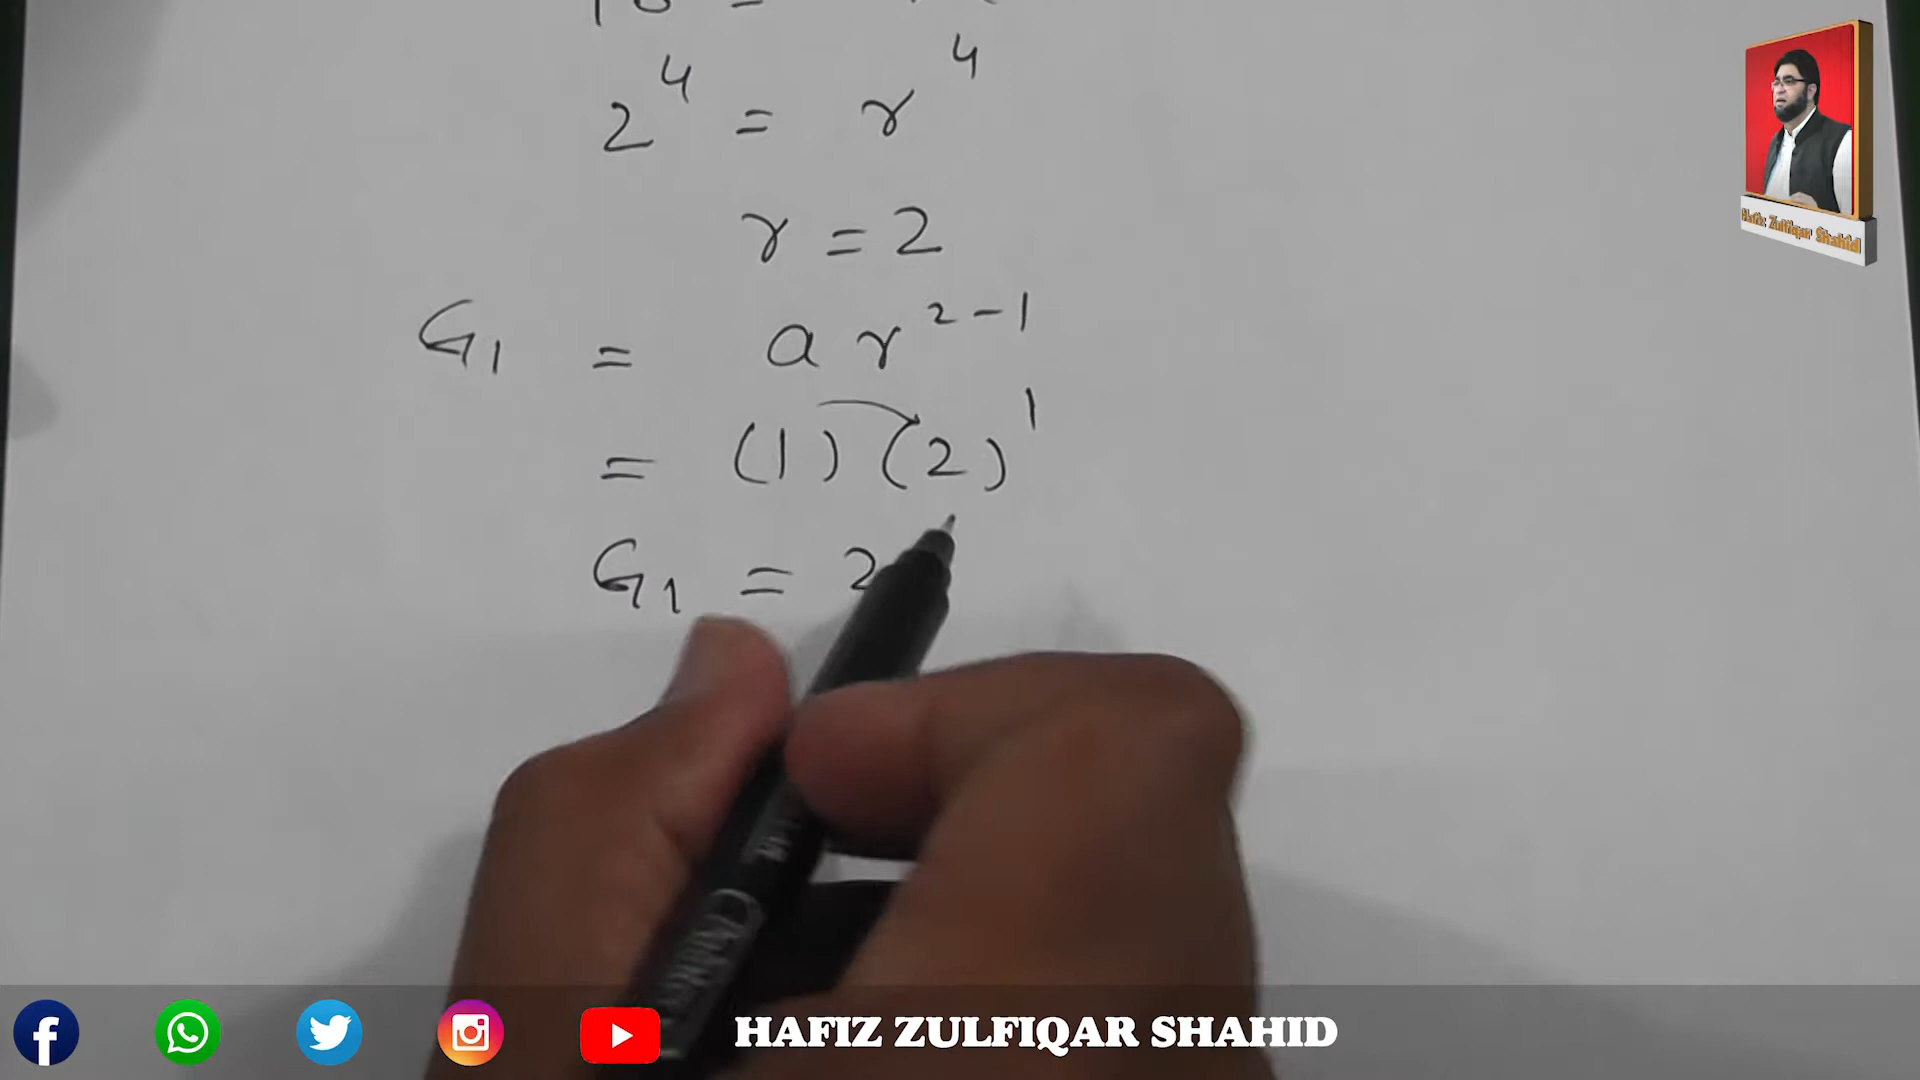 2⁴ = r⁴
r = 2
G₁ = a r²⁻¹
= (1) (2)¹
G₁ = 2
Hafiz Zulfiqar Shahid
HAFIZ ZULFIQAR SHAHID